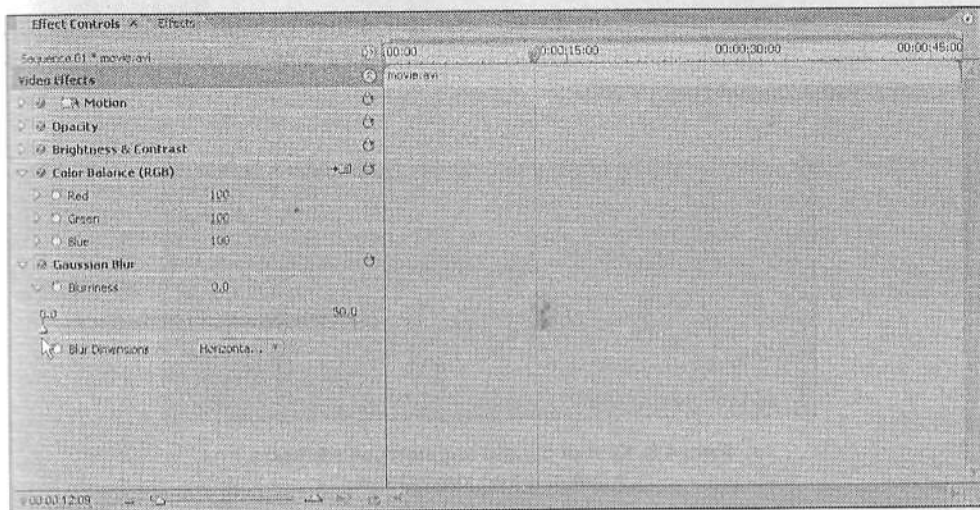 Effect Controls × Effects
Sequence 01 * movie.avi
00:00 00:00:15:00 00:00:30:00 00:00:45:00
Video Effects
movie.avi
Motion
Opacity
Brightness & Contrast
Color Balance (RGB)
Red 100
Green 100
Blue 100
Gaussian Blur
Blurriness 0.0
0.0 50.0
Blur Dimensions Horizonta...
00:00:12:09